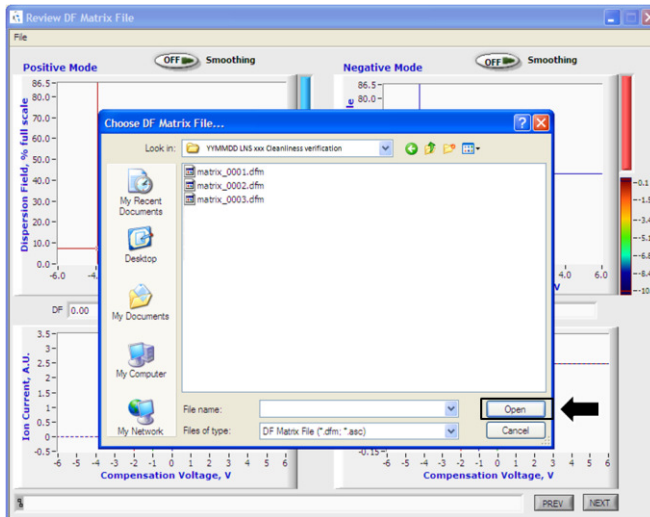 Review DF Matrix File
File
Positive Mode
OFF
Smoothing
Negative Mode
OFF
Smoothing
Dispersion Field, % full scale
86.5
80.0
70.0
60.0
50.0
40.0
30.0
20.0
10.0
0.0
-6.0
86.5
80.0
Choose DF Matrix File...
Look in:
YYMMDD LNS xxx Cleanliness verification
My Recent Documents
Desktop
My Documents
My Computer
My Network
matrix_0001.dfm
matrix_0002.dfm
matrix_0003.dfm
File name:
Open
Files of type:
DF Matrix File (*.dfm; *.asc)
Cancel
4.0
6.0
V
DF
0.00
Ion Current, A.U.
3.5
3
2.5
2
1.5
1
0.5
0
-0.5
-6 -5 -4 -3 -2 -1 0 1 2 3 4 5 6
Compensation Voltage, V
-0.15
-6 -5 -4 -3 -2 -1 0 1 2 3 4 5 6
Compensation Voltage, V
PREV
NEXT